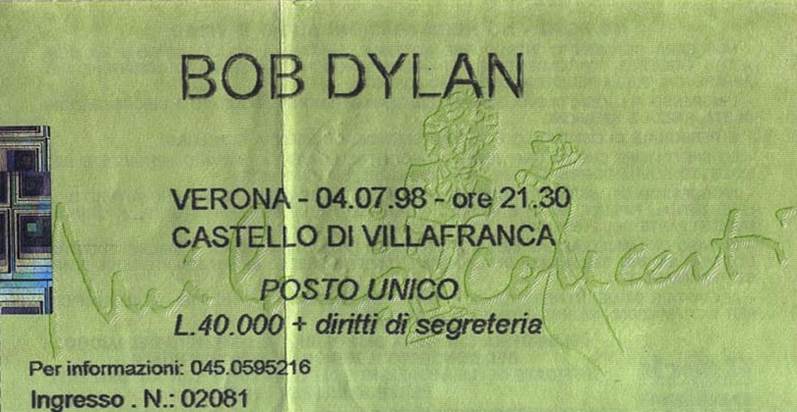 BOB DYLAN
VERONA - 04.07.98 - ore 21.30
CASTELLO DI VILLAFRANCA
POSTO UNICO
L.40.000 + diritti di segreteria
Per informazioni: 045.0595216
Ingresso . N.: 02081